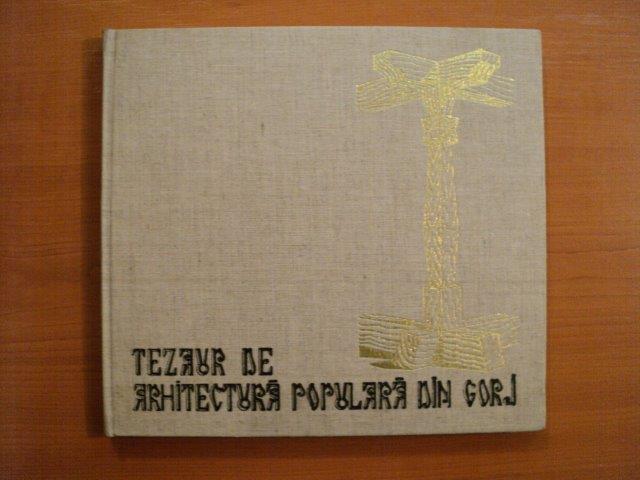 TEZAUR DE
ARHITECTURĂ POPULARĂ DIN GORJ